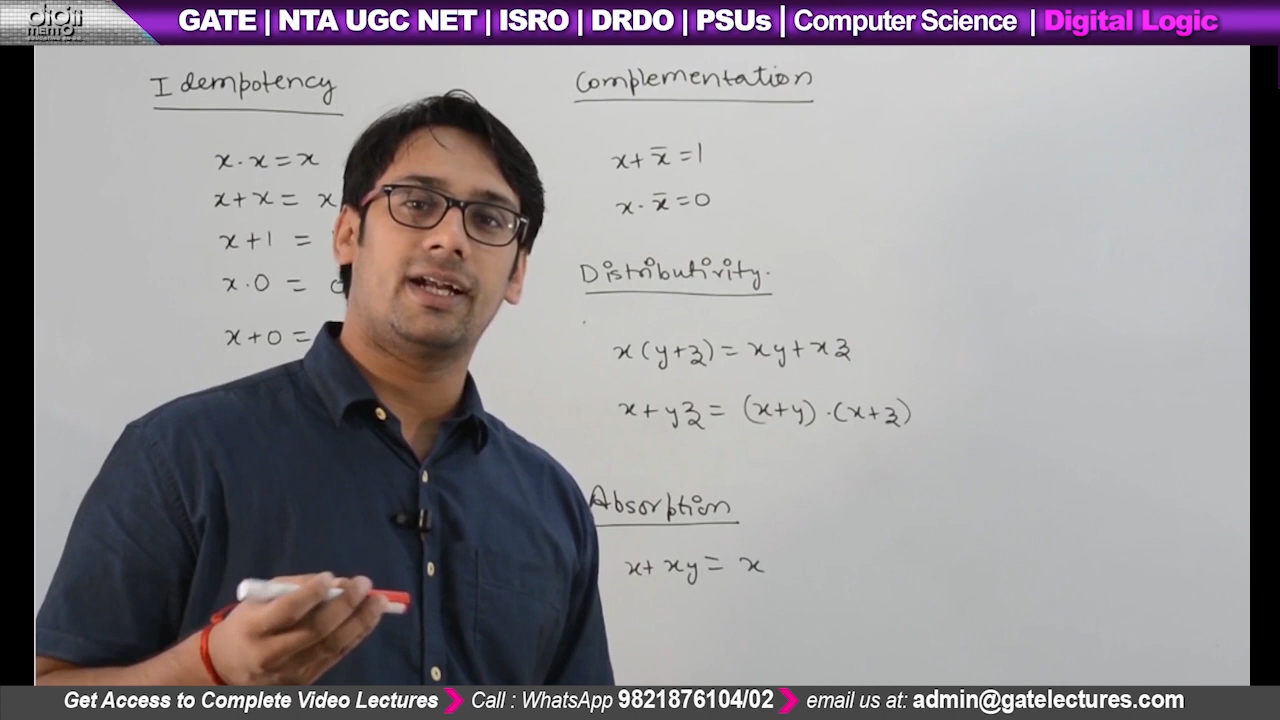 digii
mento
GATE | NTA UGC NET | ISRO | DRDO | PSUs | Computer Science | Digital Logic
Idempotency
x·x = x
x+x = x
x+1 =
x·0 =
x+0 =
Complementation
x+x̅ = 1
x·x̅ = 0
Distributivity.
x(y+z) = xy+xz
x+yz = (x+y)·(x+z)
Absorption
x+xy = x
Get Access to Complete Video Lectures Call : WhatsApp 9821876104/02 email us at: admin@gatelectures.com